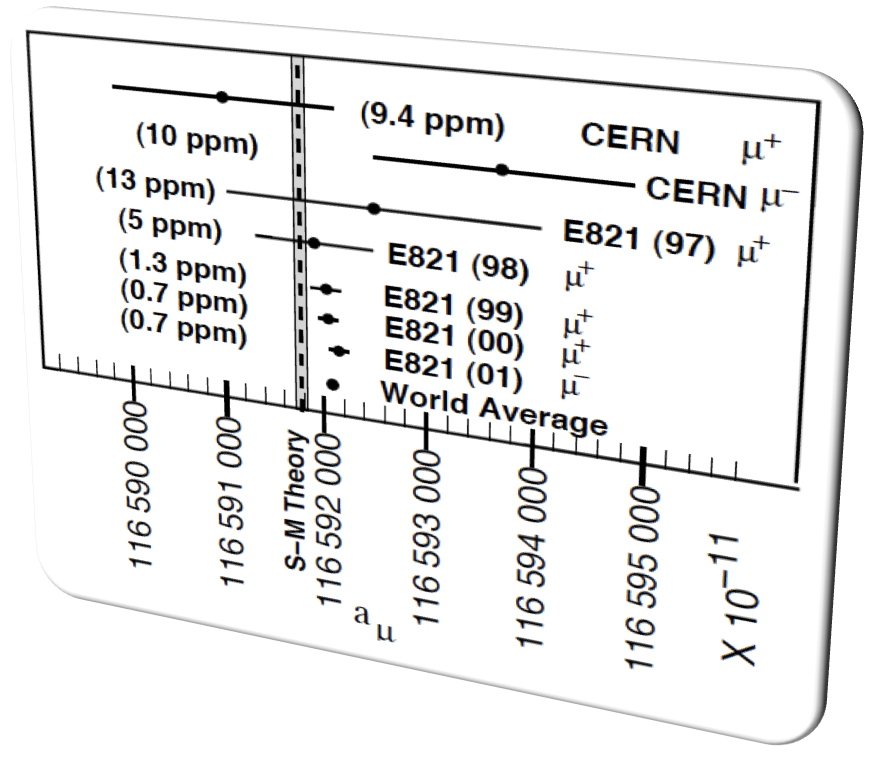 (9.4 ppm) CERN μ+
(10 ppm) CERN μ−
(13 ppm) E821 (97) μ+
(5 ppm) E821 (98) μ+
(1.3 ppm) E821 (99) μ+
(0.7 ppm) E821 (00) μ+
(0.7 ppm) E821 (01) μ−
World Average
116 590 000
116 591 000
S–M Theory
116 592 000
116 593 000
116 594 000
116 595 000
X 10−11
aμ